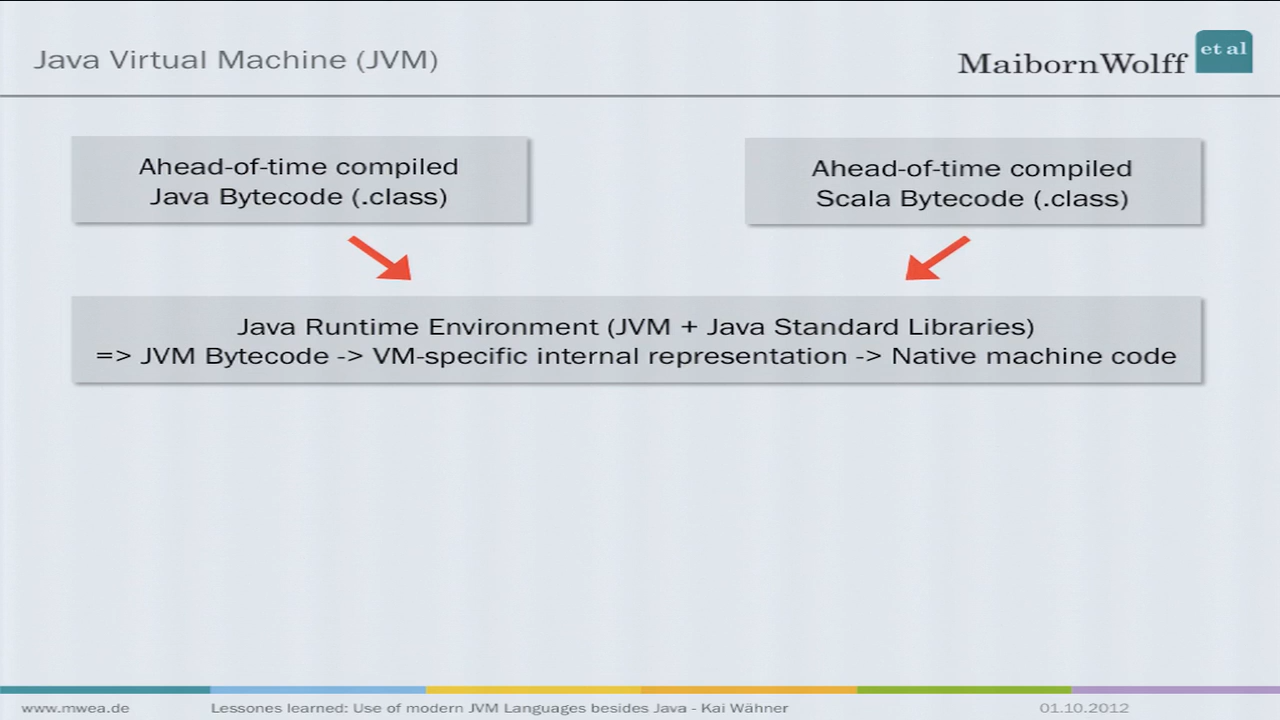 Java Virtual Machine (JVM)
MaibornWolff et al
Ahead-of-time compiled
Java Bytecode (.class)
Ahead-of-time compiled
Scala Bytecode (.class)
Java Runtime Environment (JVM + Java Standard Libraries)
=> JVM Bytecode -> VM-specific internal representation -> Native machine code
www.mwea.de
Lessones learned: Use of modern JVM Languages besides Java - Kai Wähner
01.10.2012